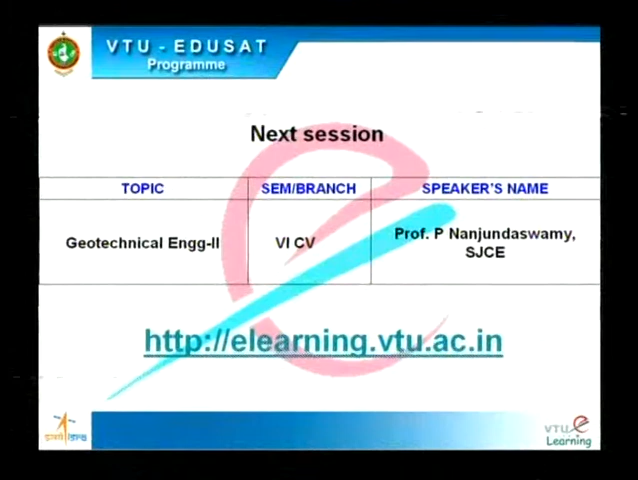 VTU - EDUSAT
Programme
Next session
TOPIC SEM/BRANCH SPEAKER'S NAME
Geotechnical Engg-II VI CV Prof. P Nanjundaswamy,
SJCE
http://elearning.vtu.ac.in
VTU e
Learning